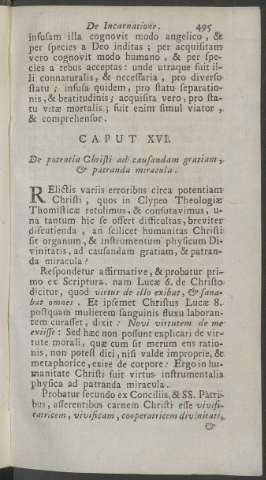 De Incarnatione. 495
infusam illa cognovit modo angelico, &
per species a Deo inditas; per acquisitam
vero cognovit modo humano, & per spe-
cies a rebus acceptas: unde utraque fuit il-
li connaturalis, & necessaria, pro diverso
statu; infusa quidem, pro statu separatio-
nis, & beatitudinis; acquisita vero, pro sta-
tu vitæ mortalis; fuit enim simul viator,
& comprehensor.
CAPUT XVI.
De potentia Christi ad causandam gratiam,
& patranda miracula.
RElictis variis erroribus circa potentiam
Christi, quos in Clypeo Theologiæ
Thomisticæ retulimus, & confutavimus, u-
na tantum hic se offert difficultas, breviter
discutienda, an scilicet humanitas Christi
sit organum, & instrumentum physicum Di-
vinitatis, ad causandam gratiam, & patran-
da miracula?
Respondetur affirmative, & probatur pri-
mo ex Scriptura. nam Lucæ 6. de Christo
dicitur, quod virtus de illo exibat, & sana-
bat omnes. Et ipsemet Christus Lucæ 8.
postquam mulierem sanguinis fluxu laboran-
tem curasset, dixit: Novi virtutem de me
exiisse: Sed hæc non possunt explicari de vir-
tute morali, quæ cum sit merum ens ratio-
nis, non potest dici, nisi valde improprie, &
metaphorice, exire de corpore: Ergo in hu-
manitate Christi fuit virtus instrumentalis
physica ad patranda miracula.
Probatur secundo ex Conciliis, & SS. Patri-
bus, asserentibus carnem Christi esse vivifi-
catricem, vivificam, cooperatricem divinitati,
&